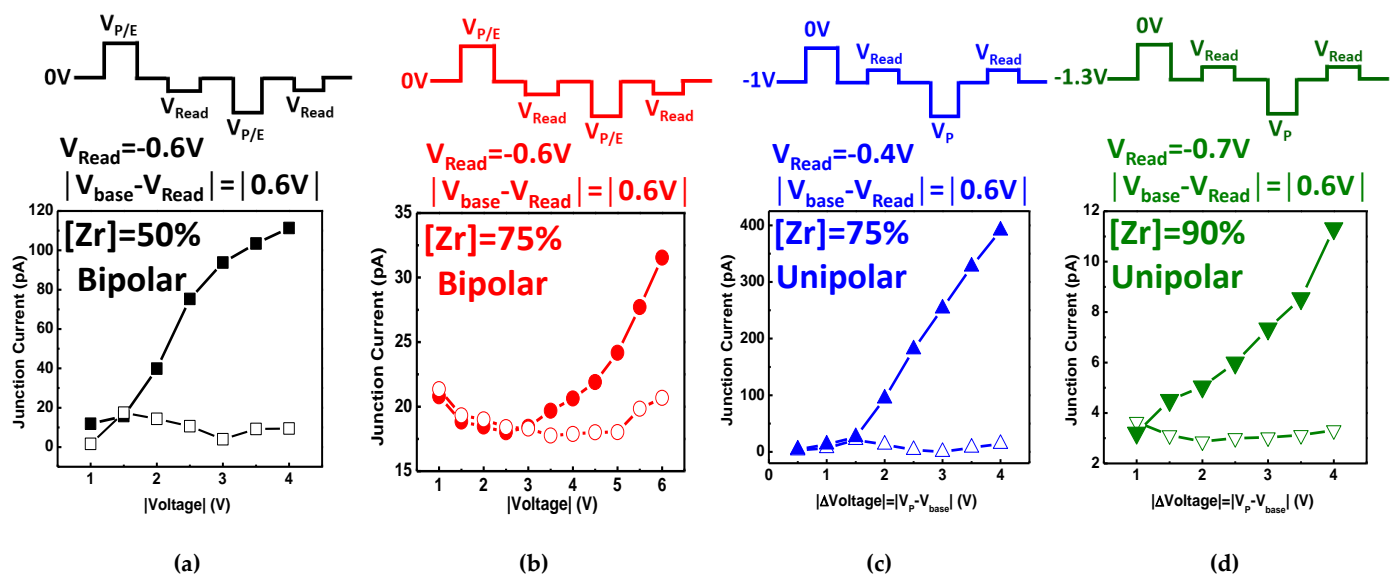 V_P/E
0V
V_Read
V_P/E
V_Read
V_Read=-0.6V
|V_base-V_Read|=|0.6V|
[Zr]=50%
Bipolar
Junction Current (pA)
120
100
80
60
40
20
0
1 2 3 4
|Voltage| (V)
(a)
V_P/E
0V
V_Read
V_P/E
V_Read
V_Read=-0.6V
|V_base-V_Read|=|0.6V|
[Zr]=75%
Bipolar
Junction Current (pA)
35
30
25
20
15
1 2 3 4 5 6
|Voltage| (V)
(b)
0V
V_Read
V_Read
-1V
V_P
V_Read=-0.4V
|V_base-V_Read|=|0.6V|
[Zr]=75%
Unipolar
Junction Current (pA)
400
300
200
100
0
0 1 2 3 4
|ΔVoltage|=|V_P-V_base| (V)
(c)
0V
V_Read
V_Read
-1.3V
V_P
V_Read=-0.7V
|V_base-V_Read|=|0.6V|
[Zr]=90%
Unipolar
Junction Current (pA)
12
10
8
6
4
2
1 2 3 4
|ΔVoltage|=|V_P-V_base| (V)
(d)